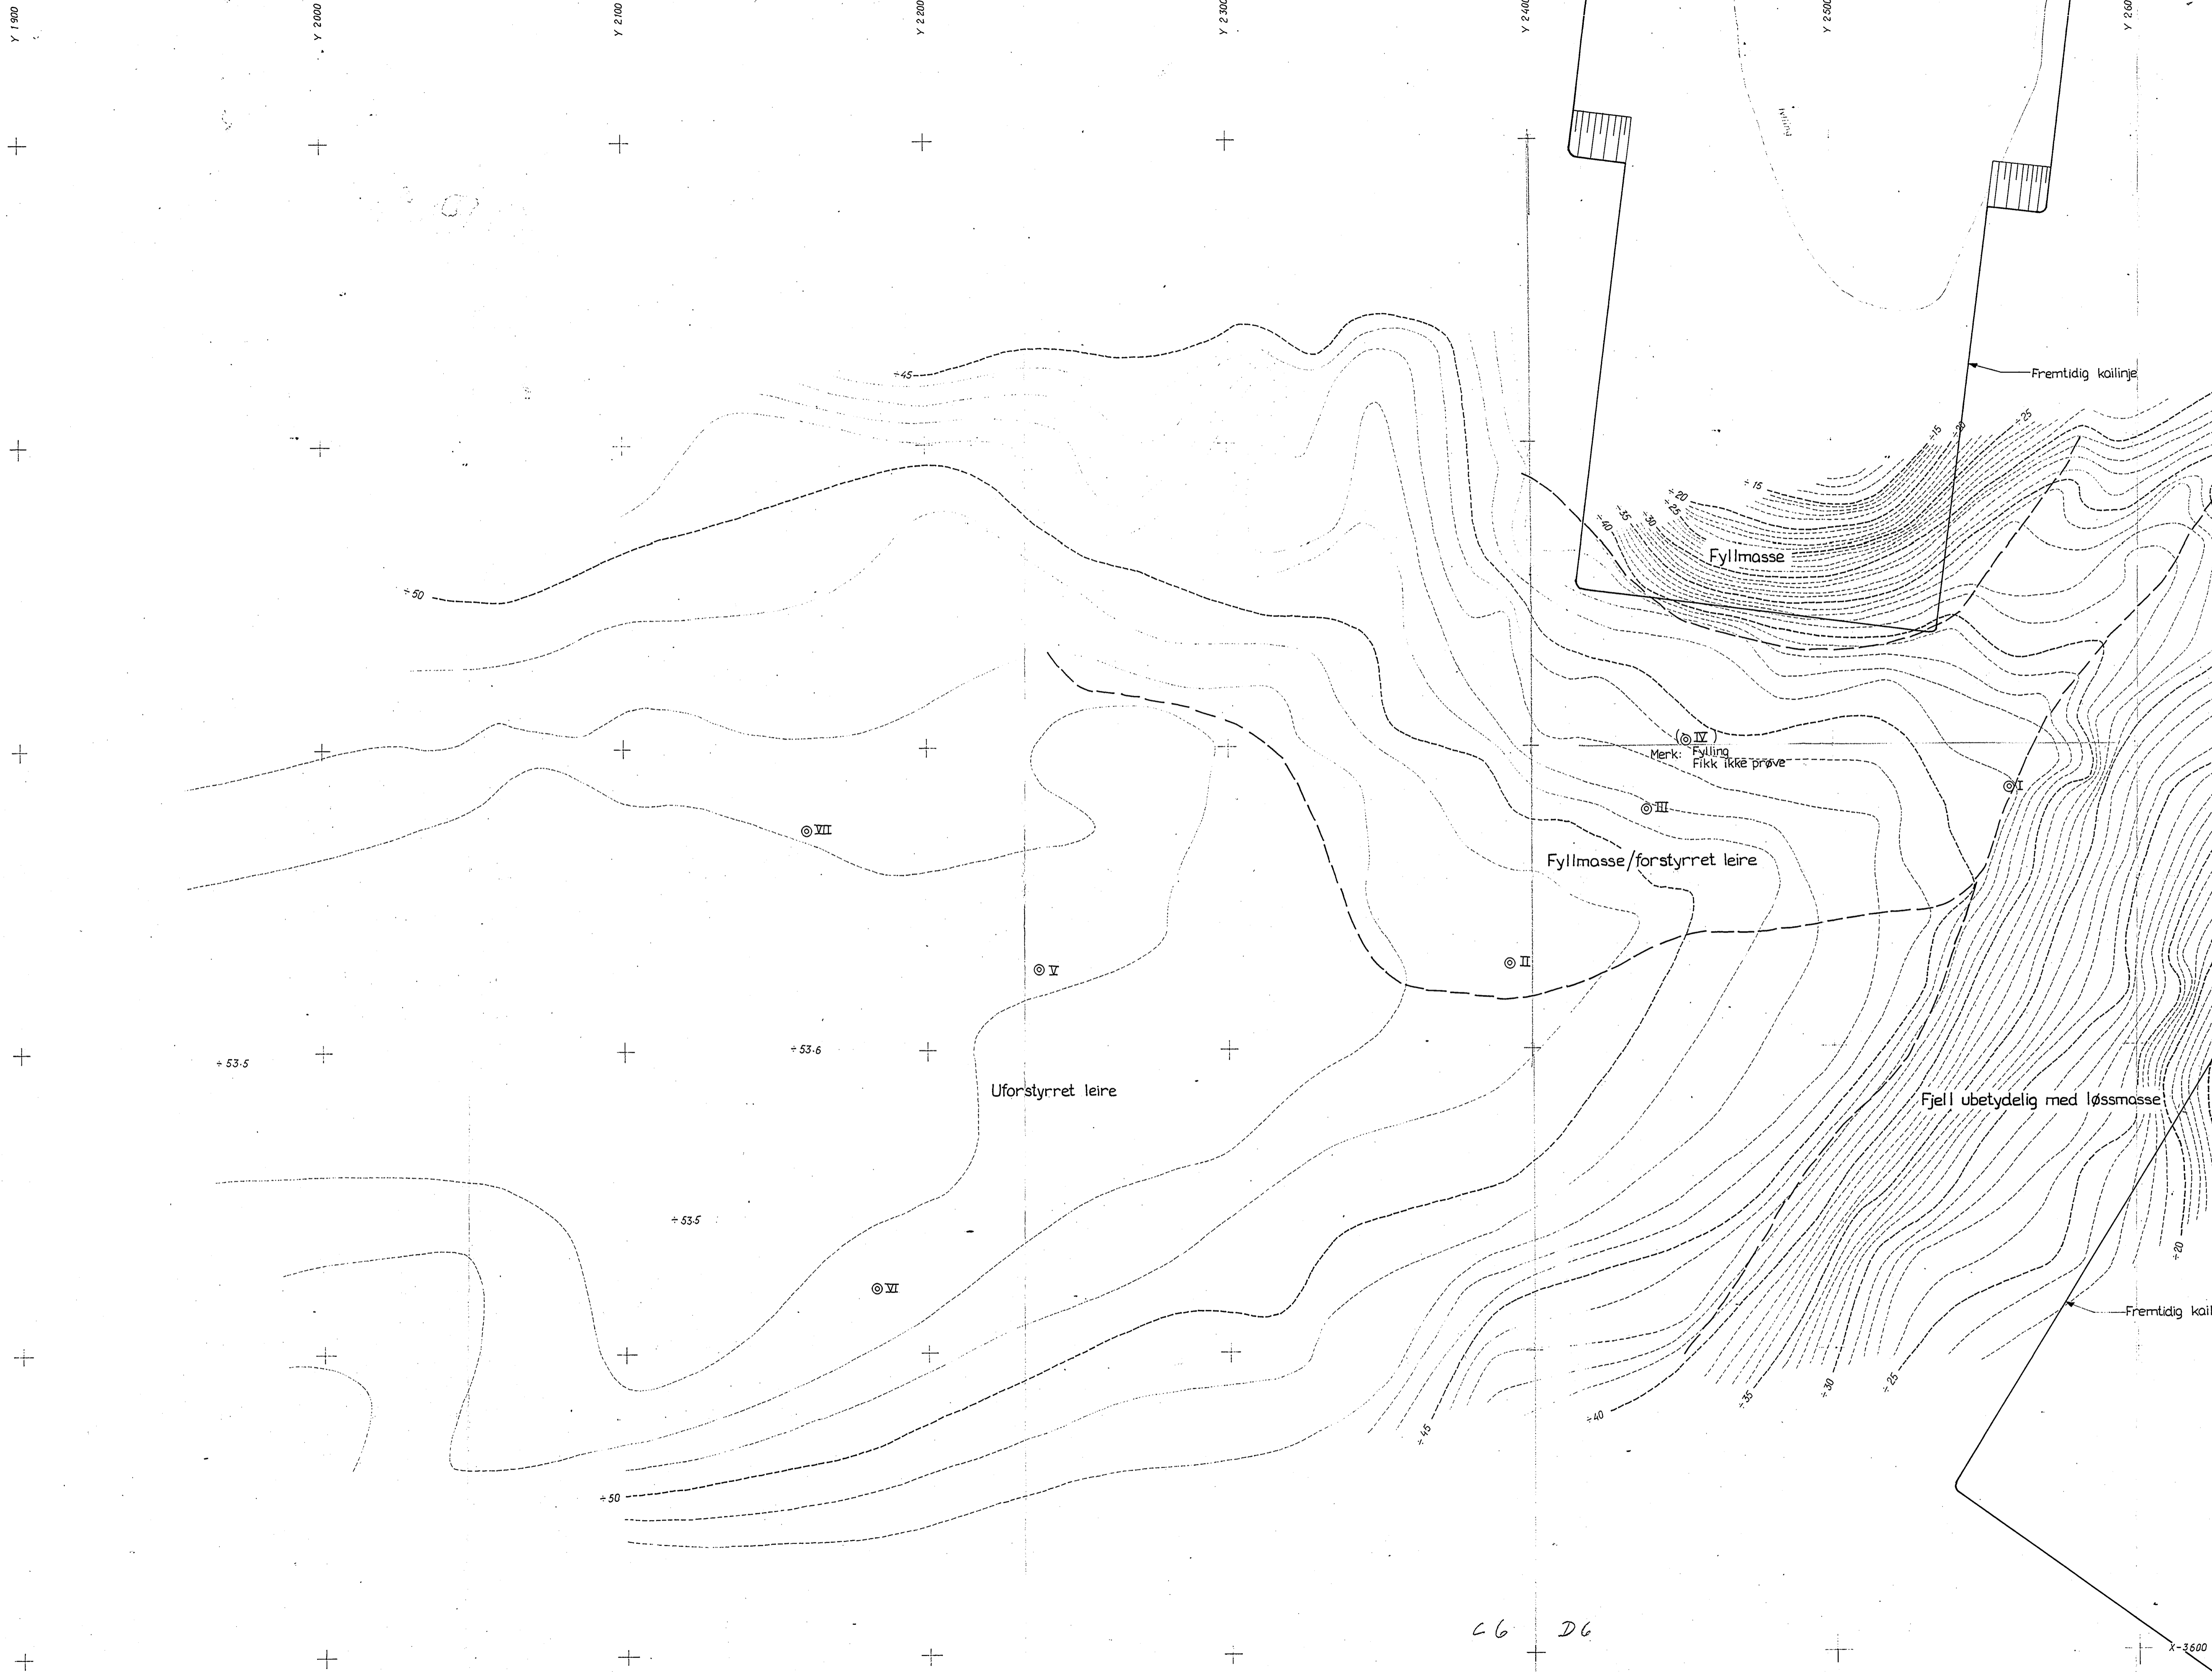 Y 1900
Y 2000
Y 2100
Y 2200
Y 2300
Y 2400
Y 2500
Y 260
Fylling
Fremtidig kailinje
÷45
÷25
÷20
÷15
÷15
÷20
÷25
÷30
÷35
÷40
Fyllmasse
÷50
(IV)
Merk: Fylling
Fikk ikke prøve
I
III
VII
Fyllmasse/forstyrret leire
II
V
÷53.5
÷53.6
Uforstyrret leire
Fjell ubetydelig med løssmasse
÷53.5
÷20
VI
Fremtidig kail
÷25
÷30
÷35
÷40
÷45
÷50
C6 D6
X-3600